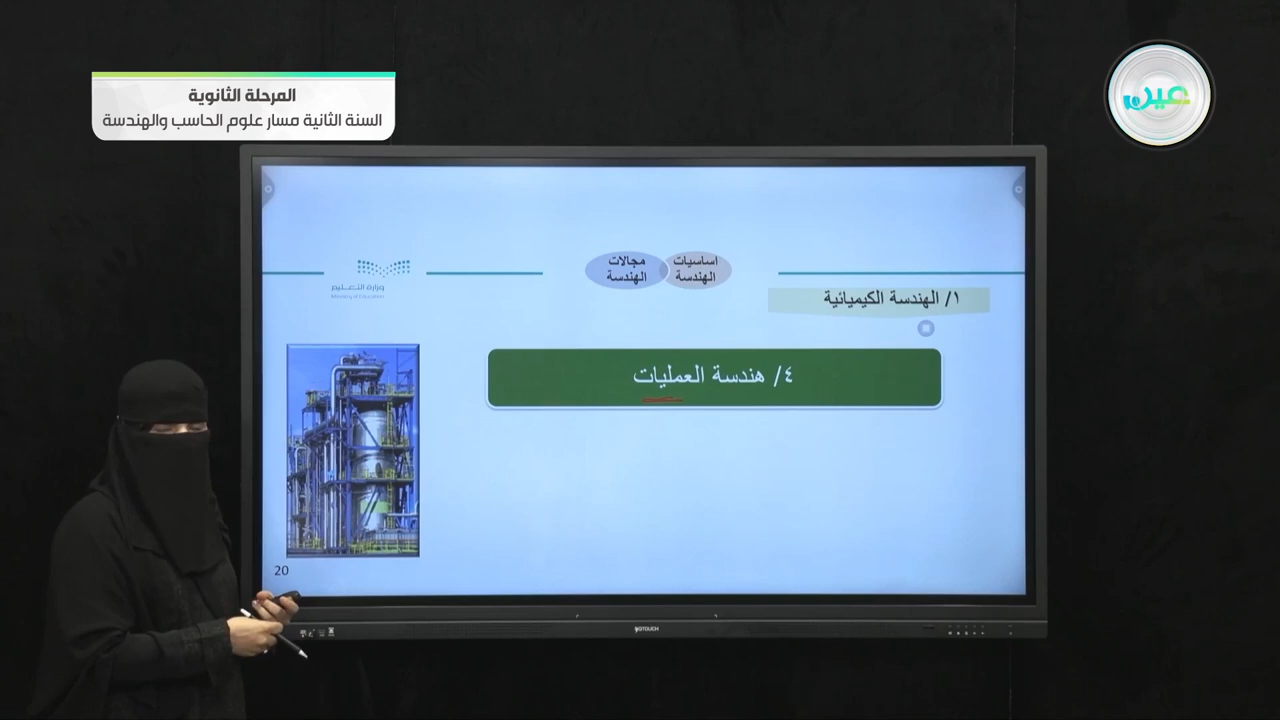 المرحلة الثانوية
السنة الثانية مسار علوم الحاسب والهندسة
عين
أساسيات الهندسة
مجالات الهندسة
وزارة التعليم
Ministry of Education
١/ الهندسة الكيميائية
٤/ هندسة العمليات
20